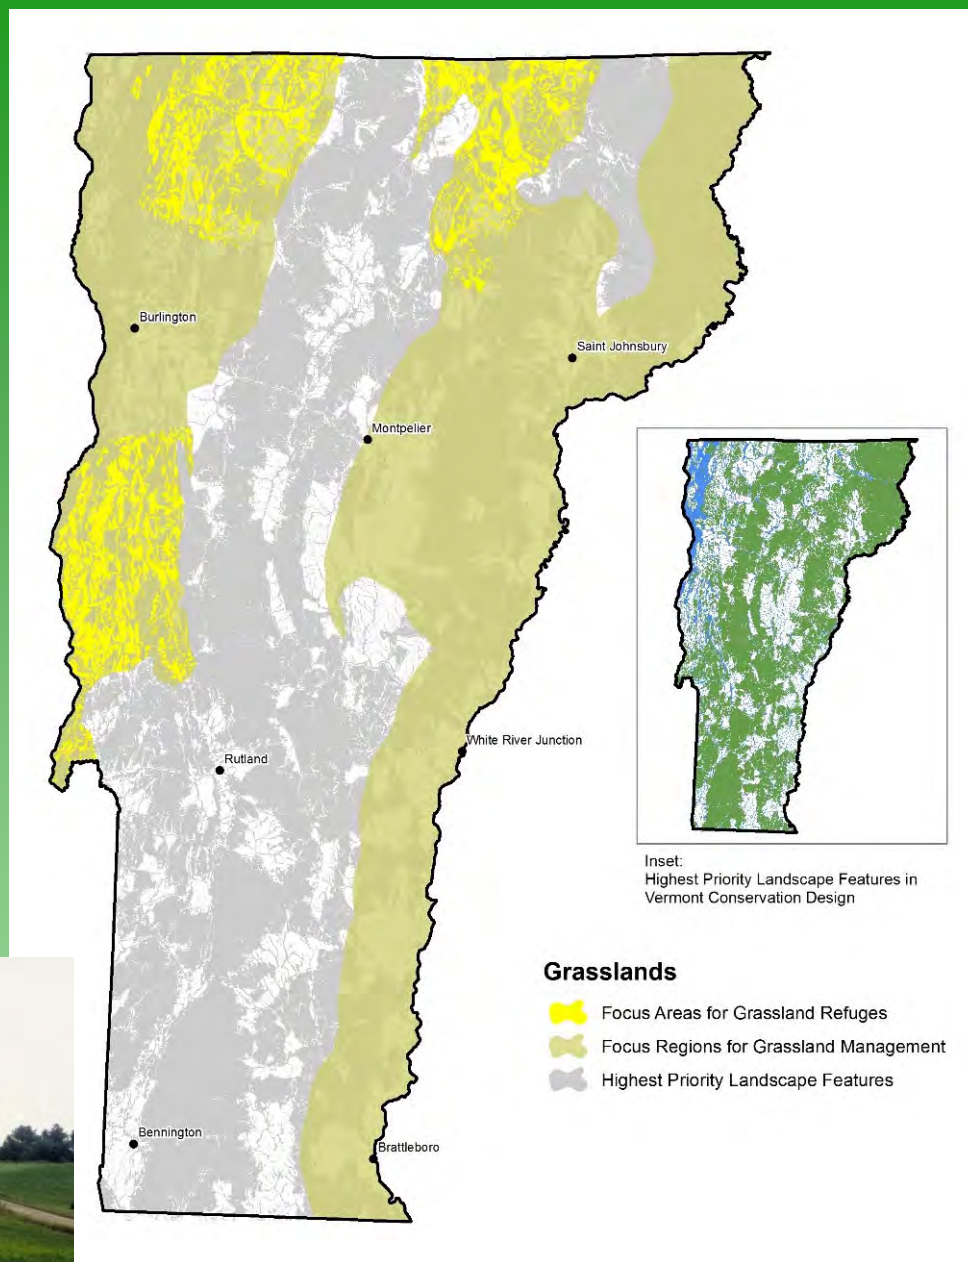 Burlington
Saint Johnsbury
Montpelier
White River Junction
Rutland
Inset:
Highest Priority Landscape Features in
Vermont Conservation Design
Grasslands
Focus Areas for Grassland Refuges
Focus Regions for Grassland Management
Highest Priority Landscape Features
Bennington
Brattleboro